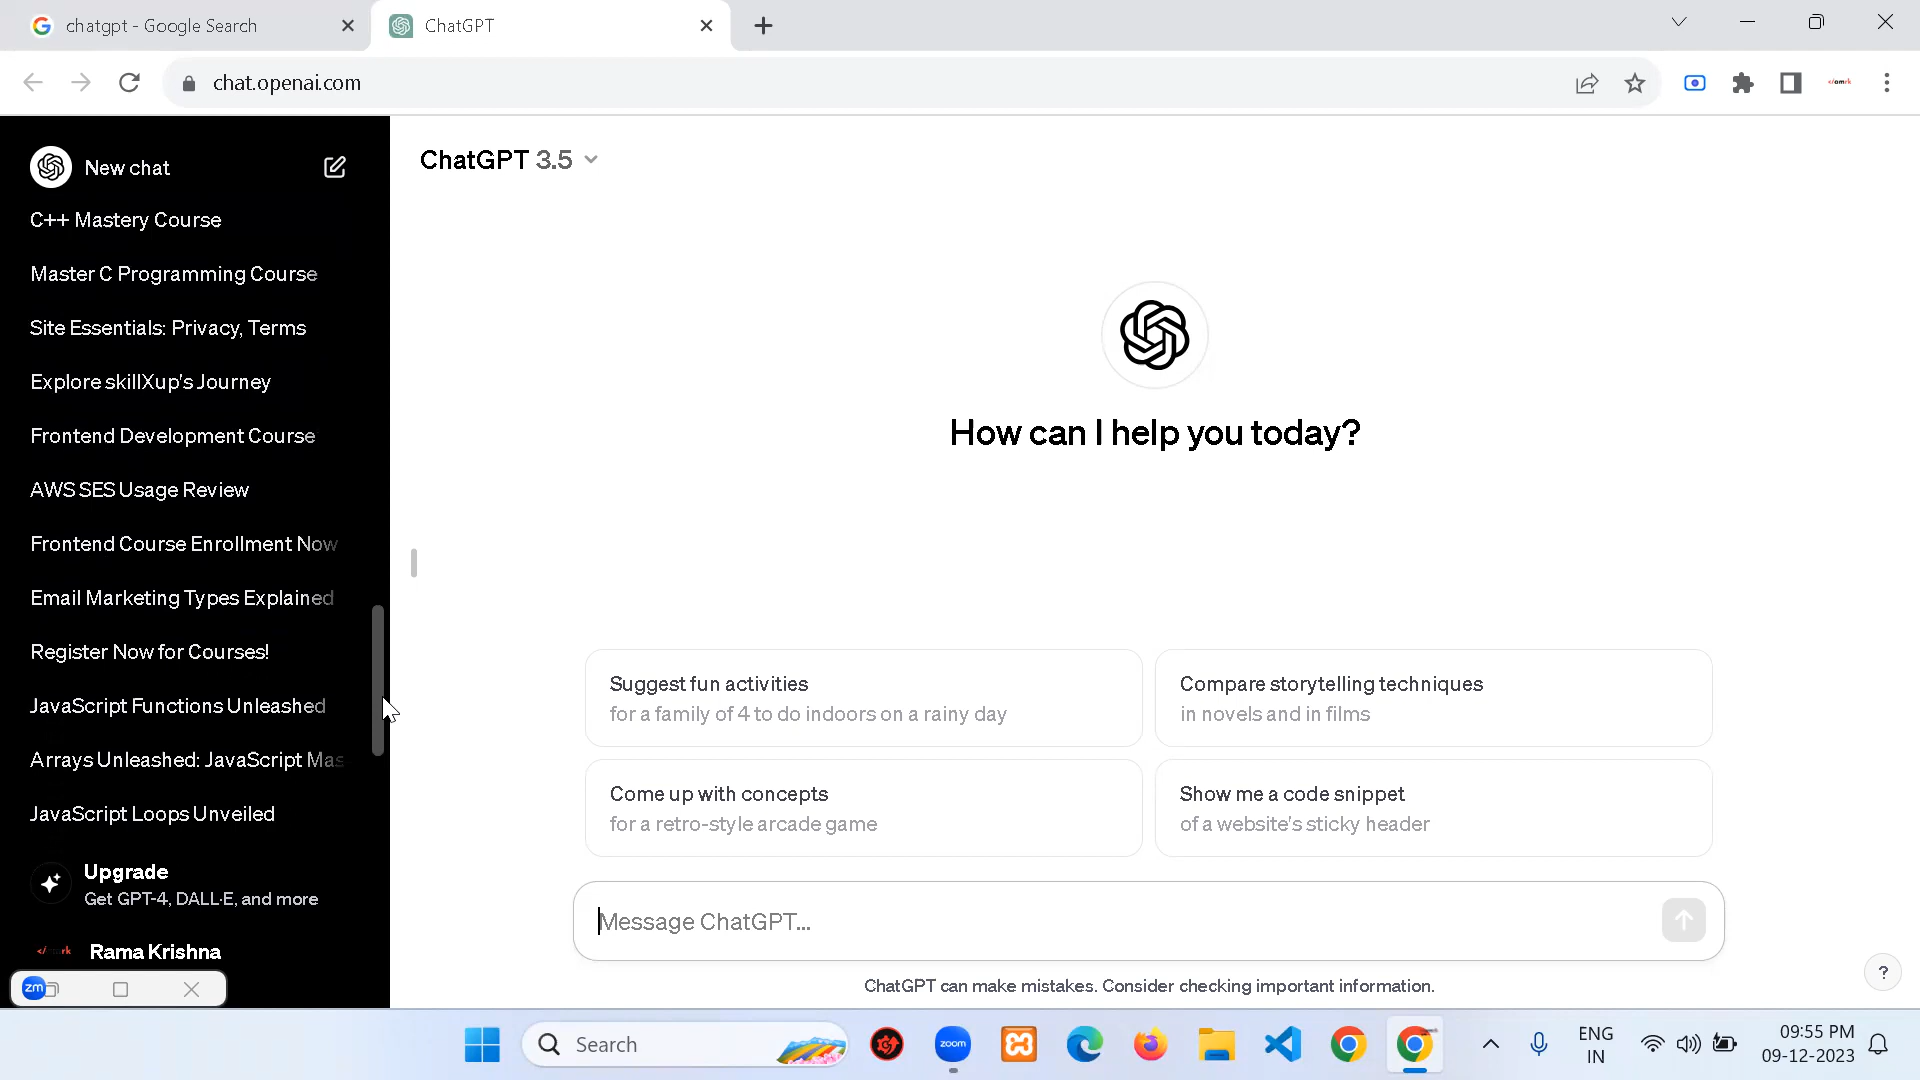 chatgpt - Google Search
ChatGPT
chat.openai.com
</omrk
New chat
ChatGPT 3.5
C++ Mastery Course
Master C Programming Course
Site Essentials: Privacy, Terms
Explore skillXup's Journey
Frontend Development Course
AWS SES Usage Review
Frontend Course Enrollment Now
Email Marketing Types Explained
Register Now for Courses!
JavaScript Functions Unleashed
Arrays Unleashed: JavaScript Mas
JavaScript Loops Unveiled
Upgrade
Get GPT-4, DALL·E, and more
Rama Krishna
zm
How can I help you today?
Suggest fun activities
for a family of 4 to do indoors on a rainy day
Compare storytelling techniques
in novels and in films
Come up with concepts
for a retro-style arcade game
Show me a code snippet
of a website's sticky header
Message ChatGPT...
ChatGPT can make mistakes. Consider checking important information.
?
Search
zoom
ENG
IN
09:55 PM
09-12-2023